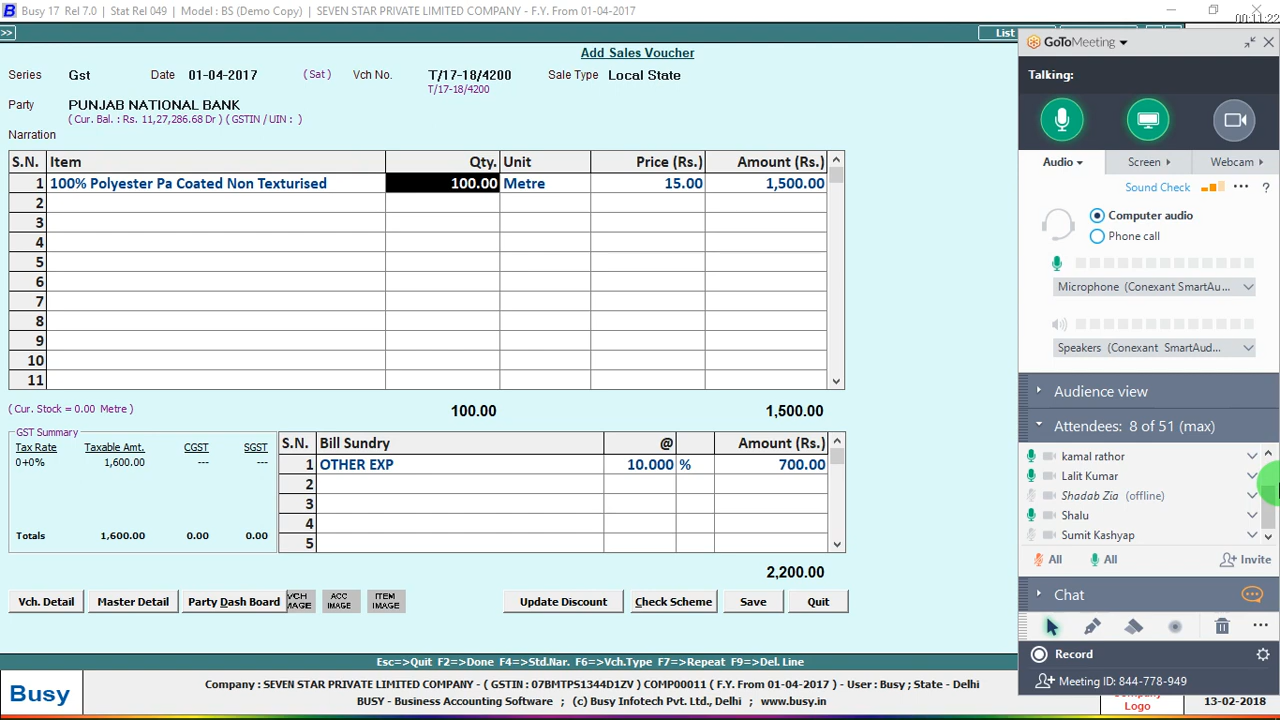 Busy 17 Rel 7.0 | Stat Rel 049 | Model : BS (Demo Copy) | SEVEN STAR PRIVATE LIMITED COMPANY - F.Y. From 01-04-2017
00:11:22
>>
List
GoToMeeting
Add Sales Voucher
Series Gst Date 01-04-2017 (Sat) Vch No. T/17-18/4200 Sale Type Local State
T/17-18/4200
Party PUNJAB NATIONAL BANK
(Cur. Bal. : Rs. 11,27,286.68 Dr) (GSTIN / UIN : )
Narration
S.N. Item Qty. Unit Price (Rs.) Amount (Rs.)
1 100% Polyester Pa Coated Non Texturised 100.00 Metre 15.00 1,500.00
2
3
4
5
6
7
8
9
10
11
(Cur. Stock = 0.00 Metre) 100.00 1,500.00
GST Summary
Tax Rate Taxable Amt. CGST SGST
0+0% 1,600.00 --- ---
Totals 1,600.00 0.00 0.00
S.N. Bill Sundry @ Amount (Rs.)
1 OTHER EXP 10.000 % 700.00
2
3
4
5
2,200.00
Vch. Detail Master Detail Party Dash Board VCH IMAGE ACC IMAGE ITEM IMAGE Update Discount Check Scheme Save Quit
Esc=>Quit F2=>Done F4=>Std.Nar. F6=>Vch.Type F7=>Repeat F9=>Del. Line
Busy
Company : SEVEN STAR PRIVATE LIMITED COMPANY - ( GSTIN : 07BMTPS1344D1ZV ) COMP00011 ( F.Y. From 01-04-2017 ) - User : Busy ; State - Delhi
BUSY - Business Accounting Software ; (c) Busy Infotech Pvt. Ltd., Delhi ; www.busy.in
Company
Logo
13-02-2018
Talking:
Audio Screen Webcam
Sound Check ?
Computer audio
Phone call
Microphone (Conexant SmartAu...
Speakers (Conexant SmartAud...
Audience view
Attendees: 8 of 51 (max)
kamal rathor
Lalit Kumar
Shadab Zia (offline)
Shalu
Sumit Kashyap
All All Invite
Chat
Record
Meeting ID: 844-778-949